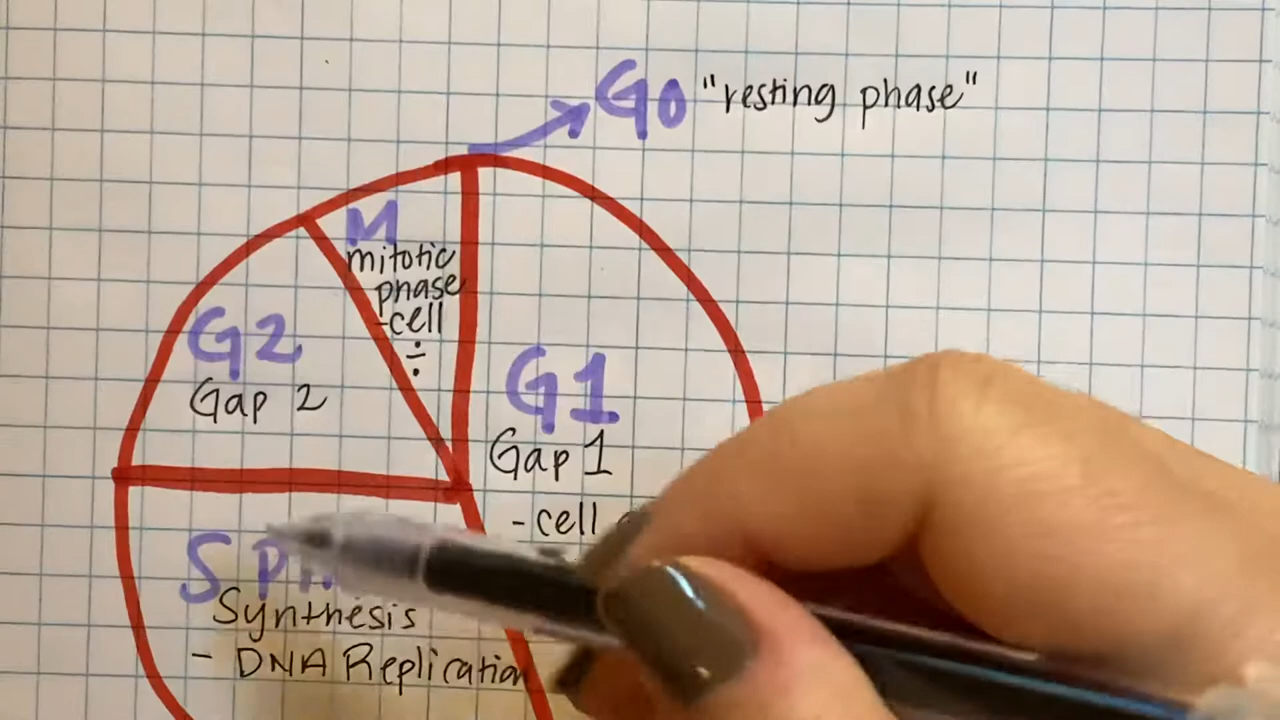 G0 "resting phase"
M
mitotic
phase
-cell
÷
G2
Gap 2
G1
Gap 1
- cell
S
Synthesis
- DNA Replication